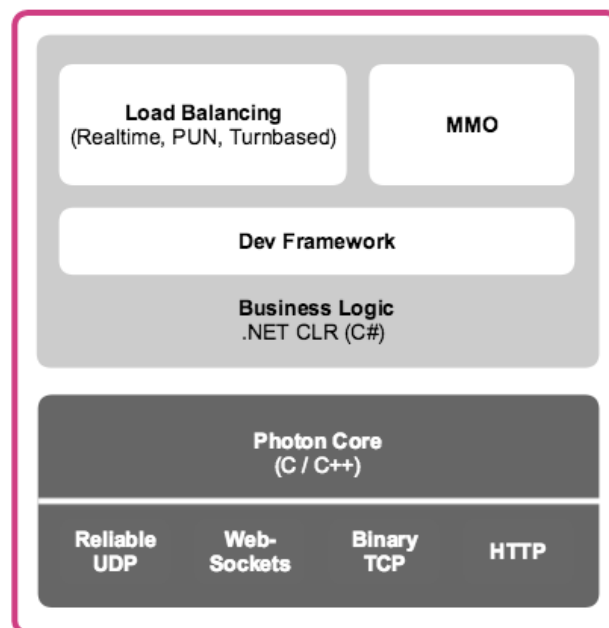 Load Balancing
(Realtime, PUN, Turnbased)
MMO
Dev Framework
Business Logic
.NET CLR (C#)
Photon Core
(C / C++)
Reliable
UDP
Web-
Sockets
Binary
TCP
HTTP